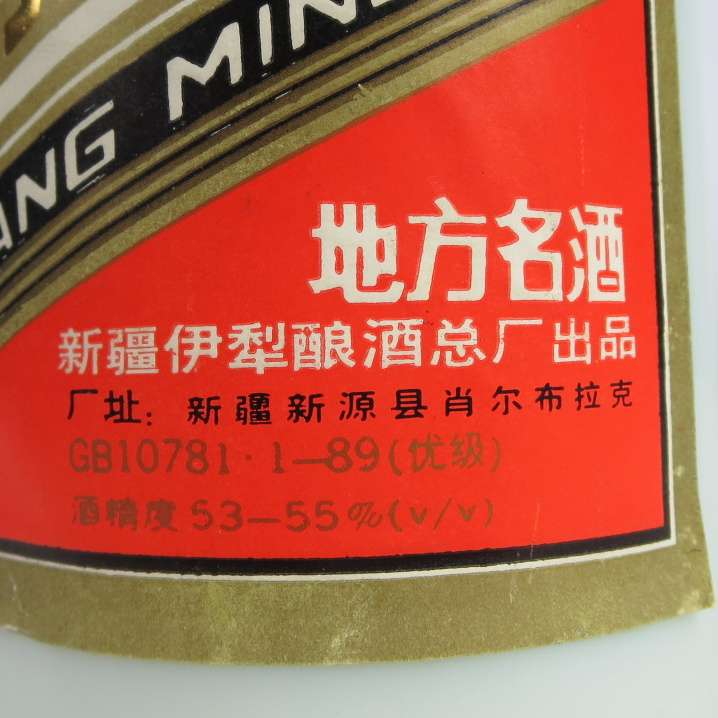 ANG MIN
地方名酒
新疆伊犁酿酒总厂出品
厂址：新疆新源县肖尔布拉克
GB10781·1—89(优级)
酒精度53—55%(v/v)